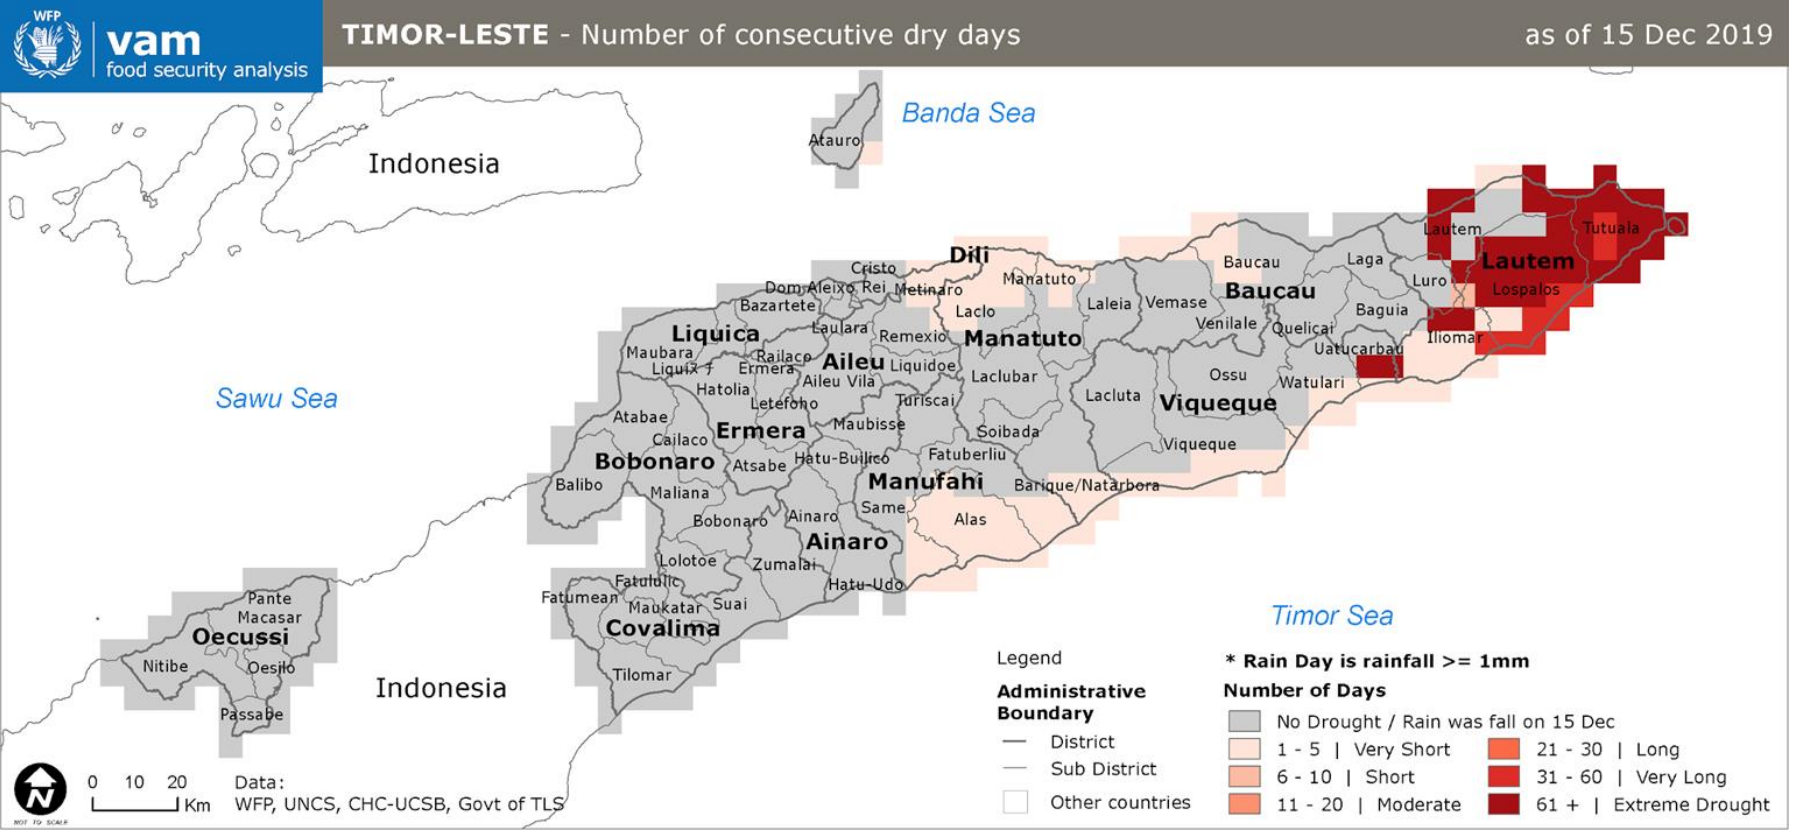 WFP
vam
food security analysis
TIMOR-LESTE - Number of consecutive dry days
as of 15 Dec 2019
Banda Sea
Atauro
Indonesia
Tutuala
Lautem
Dili
Lautem
Cristo
Baucau
Laga
Manatuto
Luro
Dom Aleixo
Rei
Metinaro
Baucau
Lospalos
Bazartete
Laleia
Vemase
Laclo
Baguia
Laulara
Venilale
Quelicai
Liquica
Remexio
Manatuto
Iliomar
Maubara
Railaco
Uatucarbau
Liquix
Ermera
Aileu
Liquidoe
Hatolia
Aileu Vila
Laclubar
Ossu
Watulari
Sawu Sea
Letefoho
Turiscai
Lacluta
Viqueque
Atabae
Maubisse
Cailaco
Ermera
Soibada
Viqueque
Bobonaro
Atsabe
Hatu-Builico
Fatuberliu
Balibo
Maliana
Manufahi
Barique/Natarbora
Same
Bobonaro
Ainaro
Alas
Ainaro
Lolotoe
Zumalai
Fatululic
Hatu-Udo
Fatumean
Maukatar
Suai
Pante
Macasar
Covalima
Timor Sea
Oecussi
Nitibe
Oesilo
Tilomar
Indonesia
Passabe
Legend
Administrative
Boundary
District
Sub District
Other countries
* Rain Day is rainfall >= 1mm
Number of Days
No Drought / Rain was fall on 15 Dec
1 - 5 | Very Short
21 - 30 | Long
6 - 10 | Short
31 - 60 | Very Long
11 - 20 | Moderate
61 + | Extreme Drought
N
NOT TO SCALE
0 10 20
Km
Data:
WFP, UNCS, CHC-UCSB, Govt of TLS